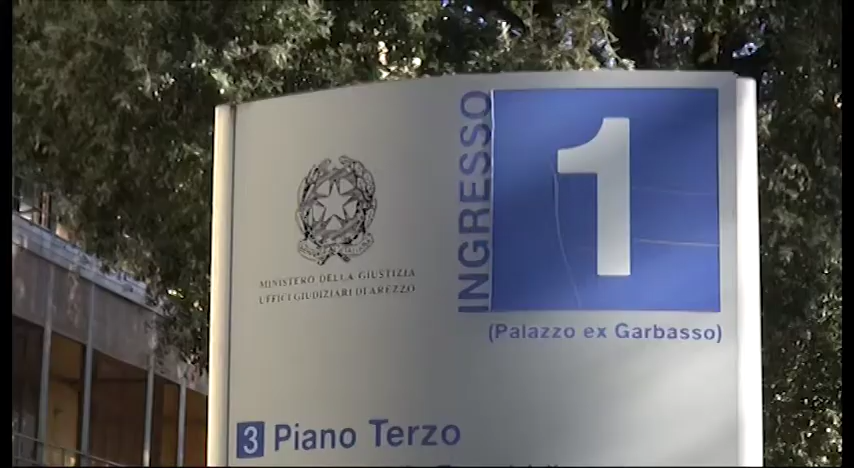 INGRESSO
1
MINISTERO DELLA GIUSTIZIA
UFFICI GIUDIZIARI DI AREZZO
(Palazzo ex Garbasso)
3 Piano Terzo